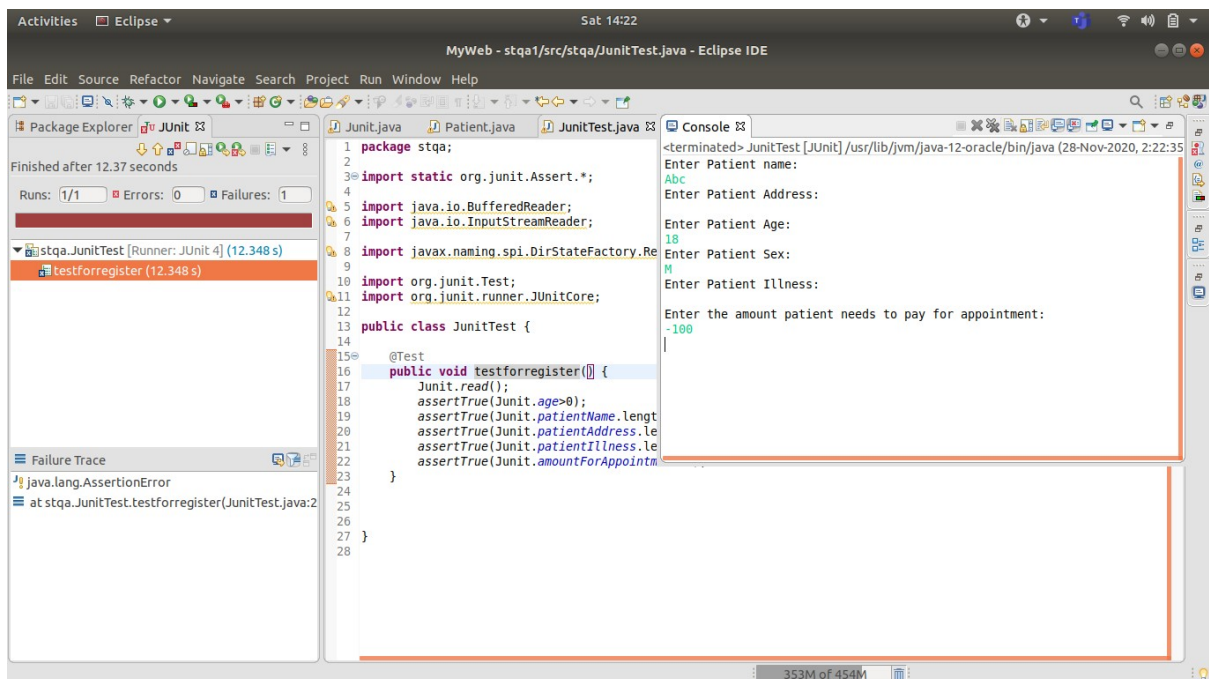 Activities Eclipse Sat 14:22
MyWeb - stqa1/src/stqa/JunitTest.java - Eclipse IDE
File Edit Source Refactor Navigate Search Project Run Window Help
Package Explorer JUnit
Finished after 12.37 seconds
Runs: 1/1 Errors: 0 Failures: 1
stqa.JunitTest [Runner: JUnit 4] (12.348 s)
testforregister (12.348 s)
Failure Trace
java.lang.AssertionError
at stqa.JunitTest.testforregister(JunitTest.java:2
Junit.java Patient.java JunitTest.java
1 package stqa;
2
3 import static org.junit.Assert.*;
4
5 import java.io.BufferedReader;
6 import java.io.InputStreamReader;
7
8 import javax.naming.spi.DirStateFactory.Re
9
10 import org.junit.Test;
11 import org.junit.runner.JUnitCore;
12
13 public class JunitTest {
14
15 @Test
16 public void testforregister() {
17 Junit.read();
18 assertTrue(Junit.age>0);
19 assertTrue(Junit.patientName.lengt
20 assertTrue(Junit.patientAddress.le
21 assertTrue(Junit.patientIllness.le
22 assertTrue(Junit.amountForAppointm
23 }
24
25
26
27 }
28
Console
<terminated> JunitTest [JUnit] /usr/lib/jvm/java-12-oracle/bin/java (28-Nov-2020, 2:22:35
Enter Patient name:
Abc
Enter Patient Address:
Enter Patient Age:
18
Enter Patient Sex:
M
Enter Patient Illness:
Enter the amount patient needs to pay for appointment:
-100
353M of 454M